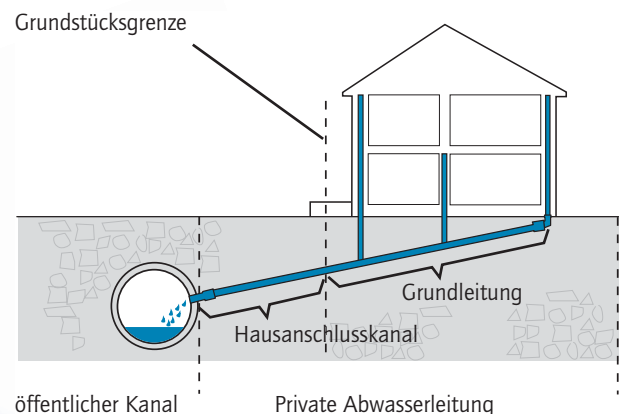 Grundstücksgrenze
Grundleitung
Hausanschlusskanal
öffentlicher Kanal
Private Abwasserleitung